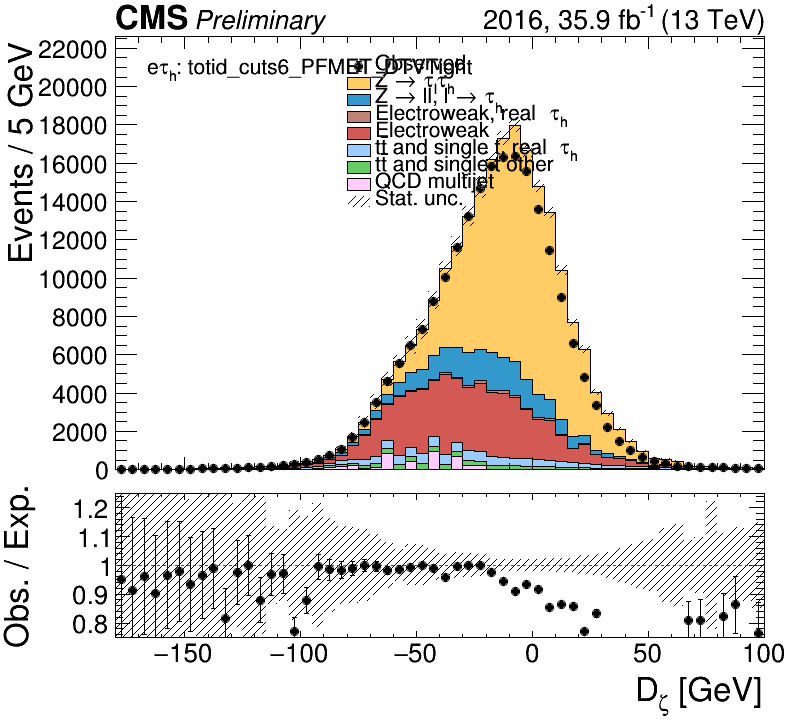 CMS Preliminary 2016, 35.9 fb⁻¹ (13 TeV)
eτh: totid_cuts6_PFMET_DTVTight
Observed
Z → τlτh
Z → ll, l → τh
Electroweak, real τh
Electroweak
tt and single t, real τh
tt and single t other
QCD multijet
Stat. unc.
Events / 5 GeV
22000
20000
18000
16000
14000
12000
10000
8000
6000
4000
2000
0
Obs. / Exp.
1.2
1.1
1
0.9
0.8
−150 −100 −50 0 50 100
Dζ [GeV]